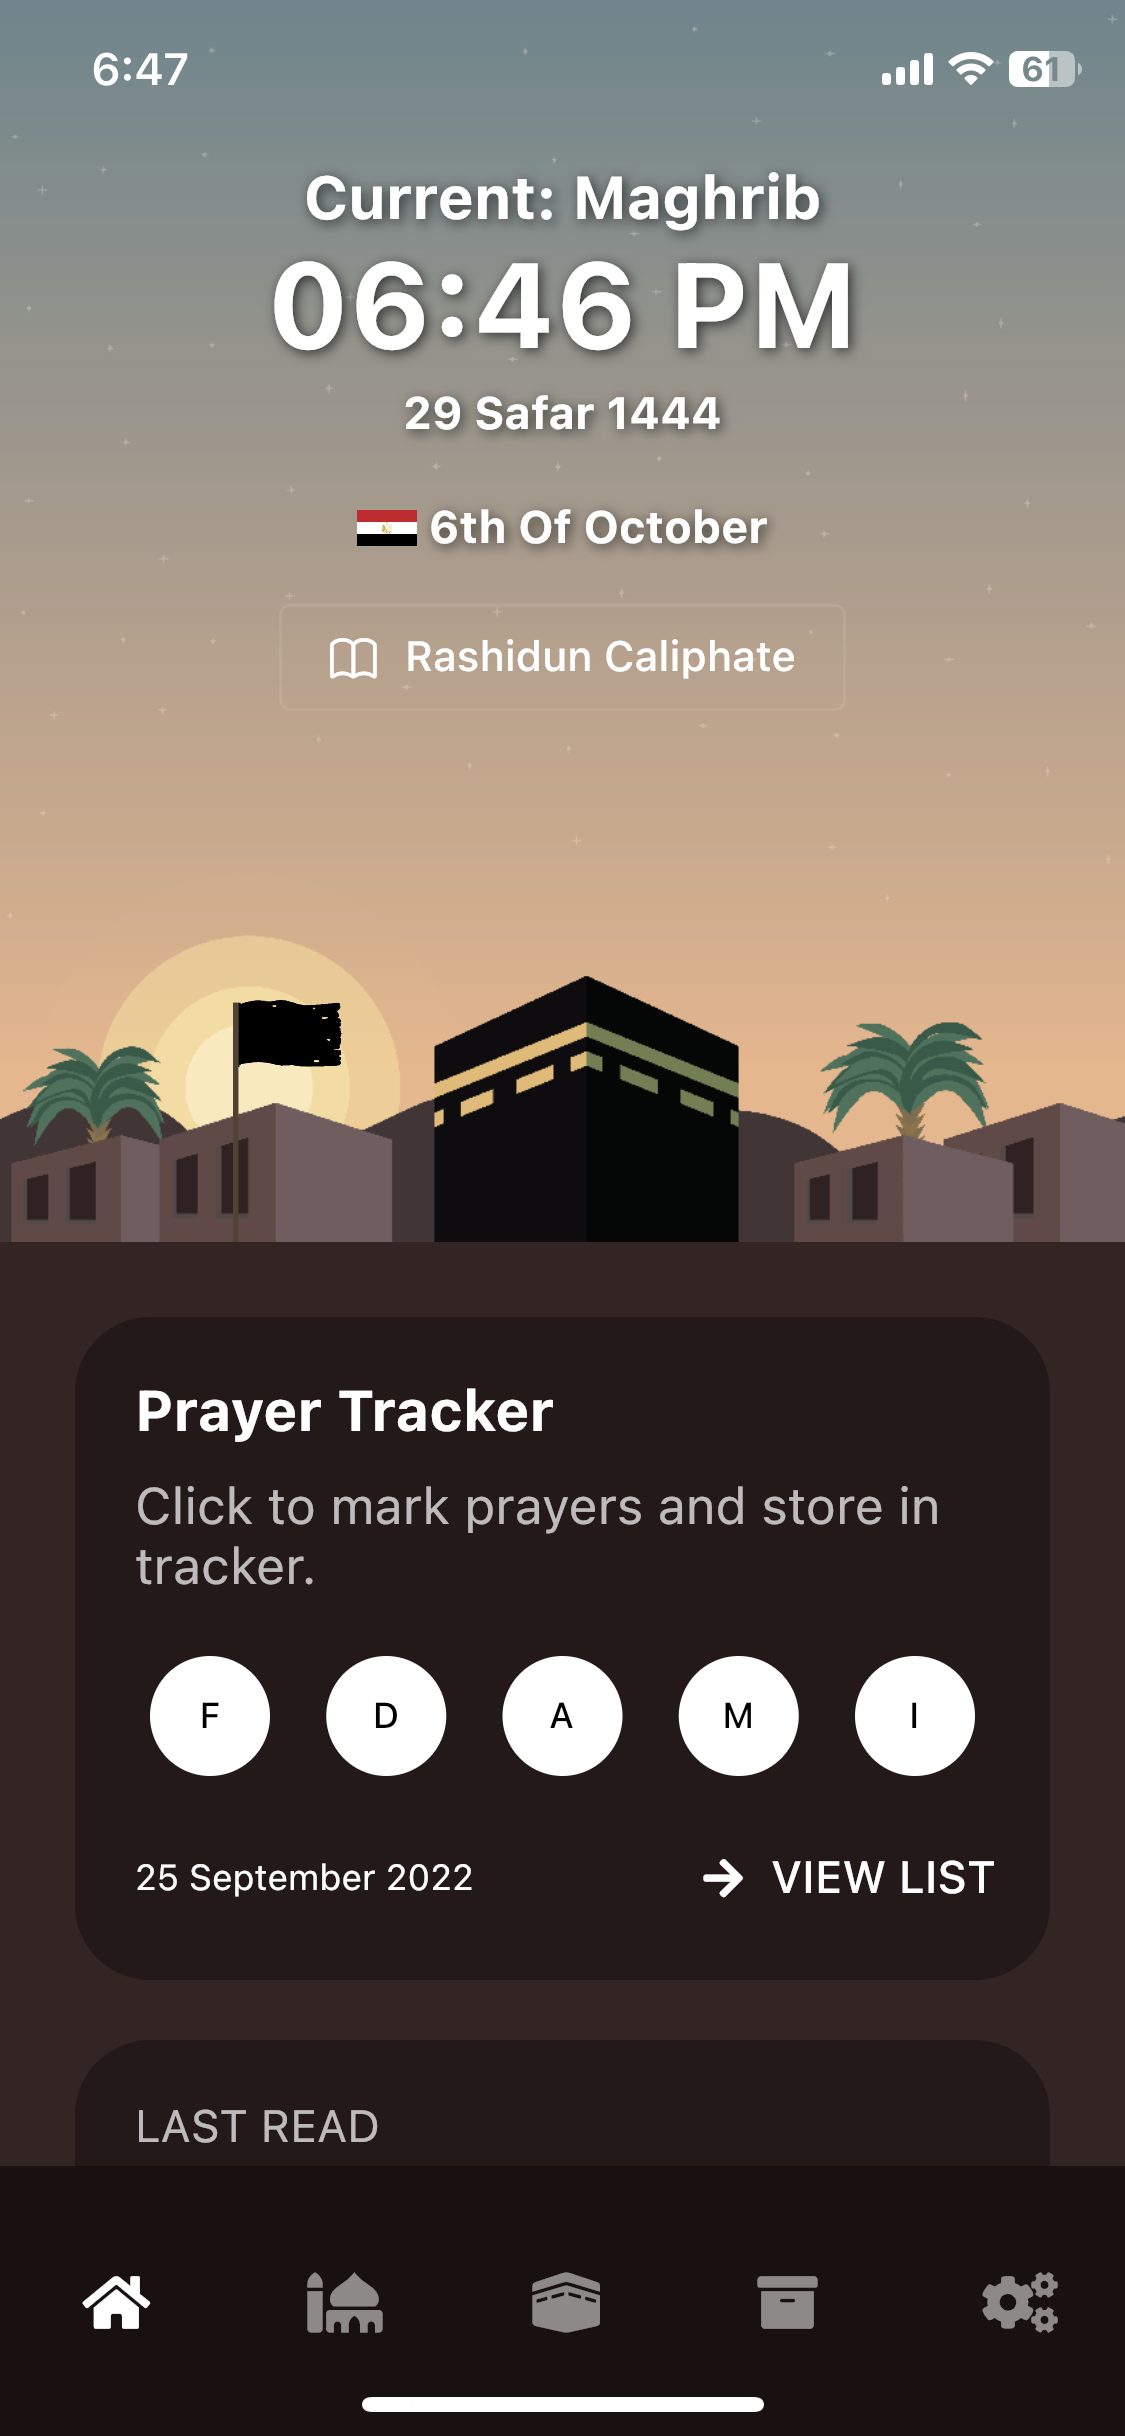 6:47
61
Current: Maghrib
06:46 PM
29 Safar 1444
6th Of October
Rashidun Caliphate
Prayer Tracker
Click to mark prayers and store in
tracker.
F D A M I
25 September 2022
VIEW LIST
LAST READ